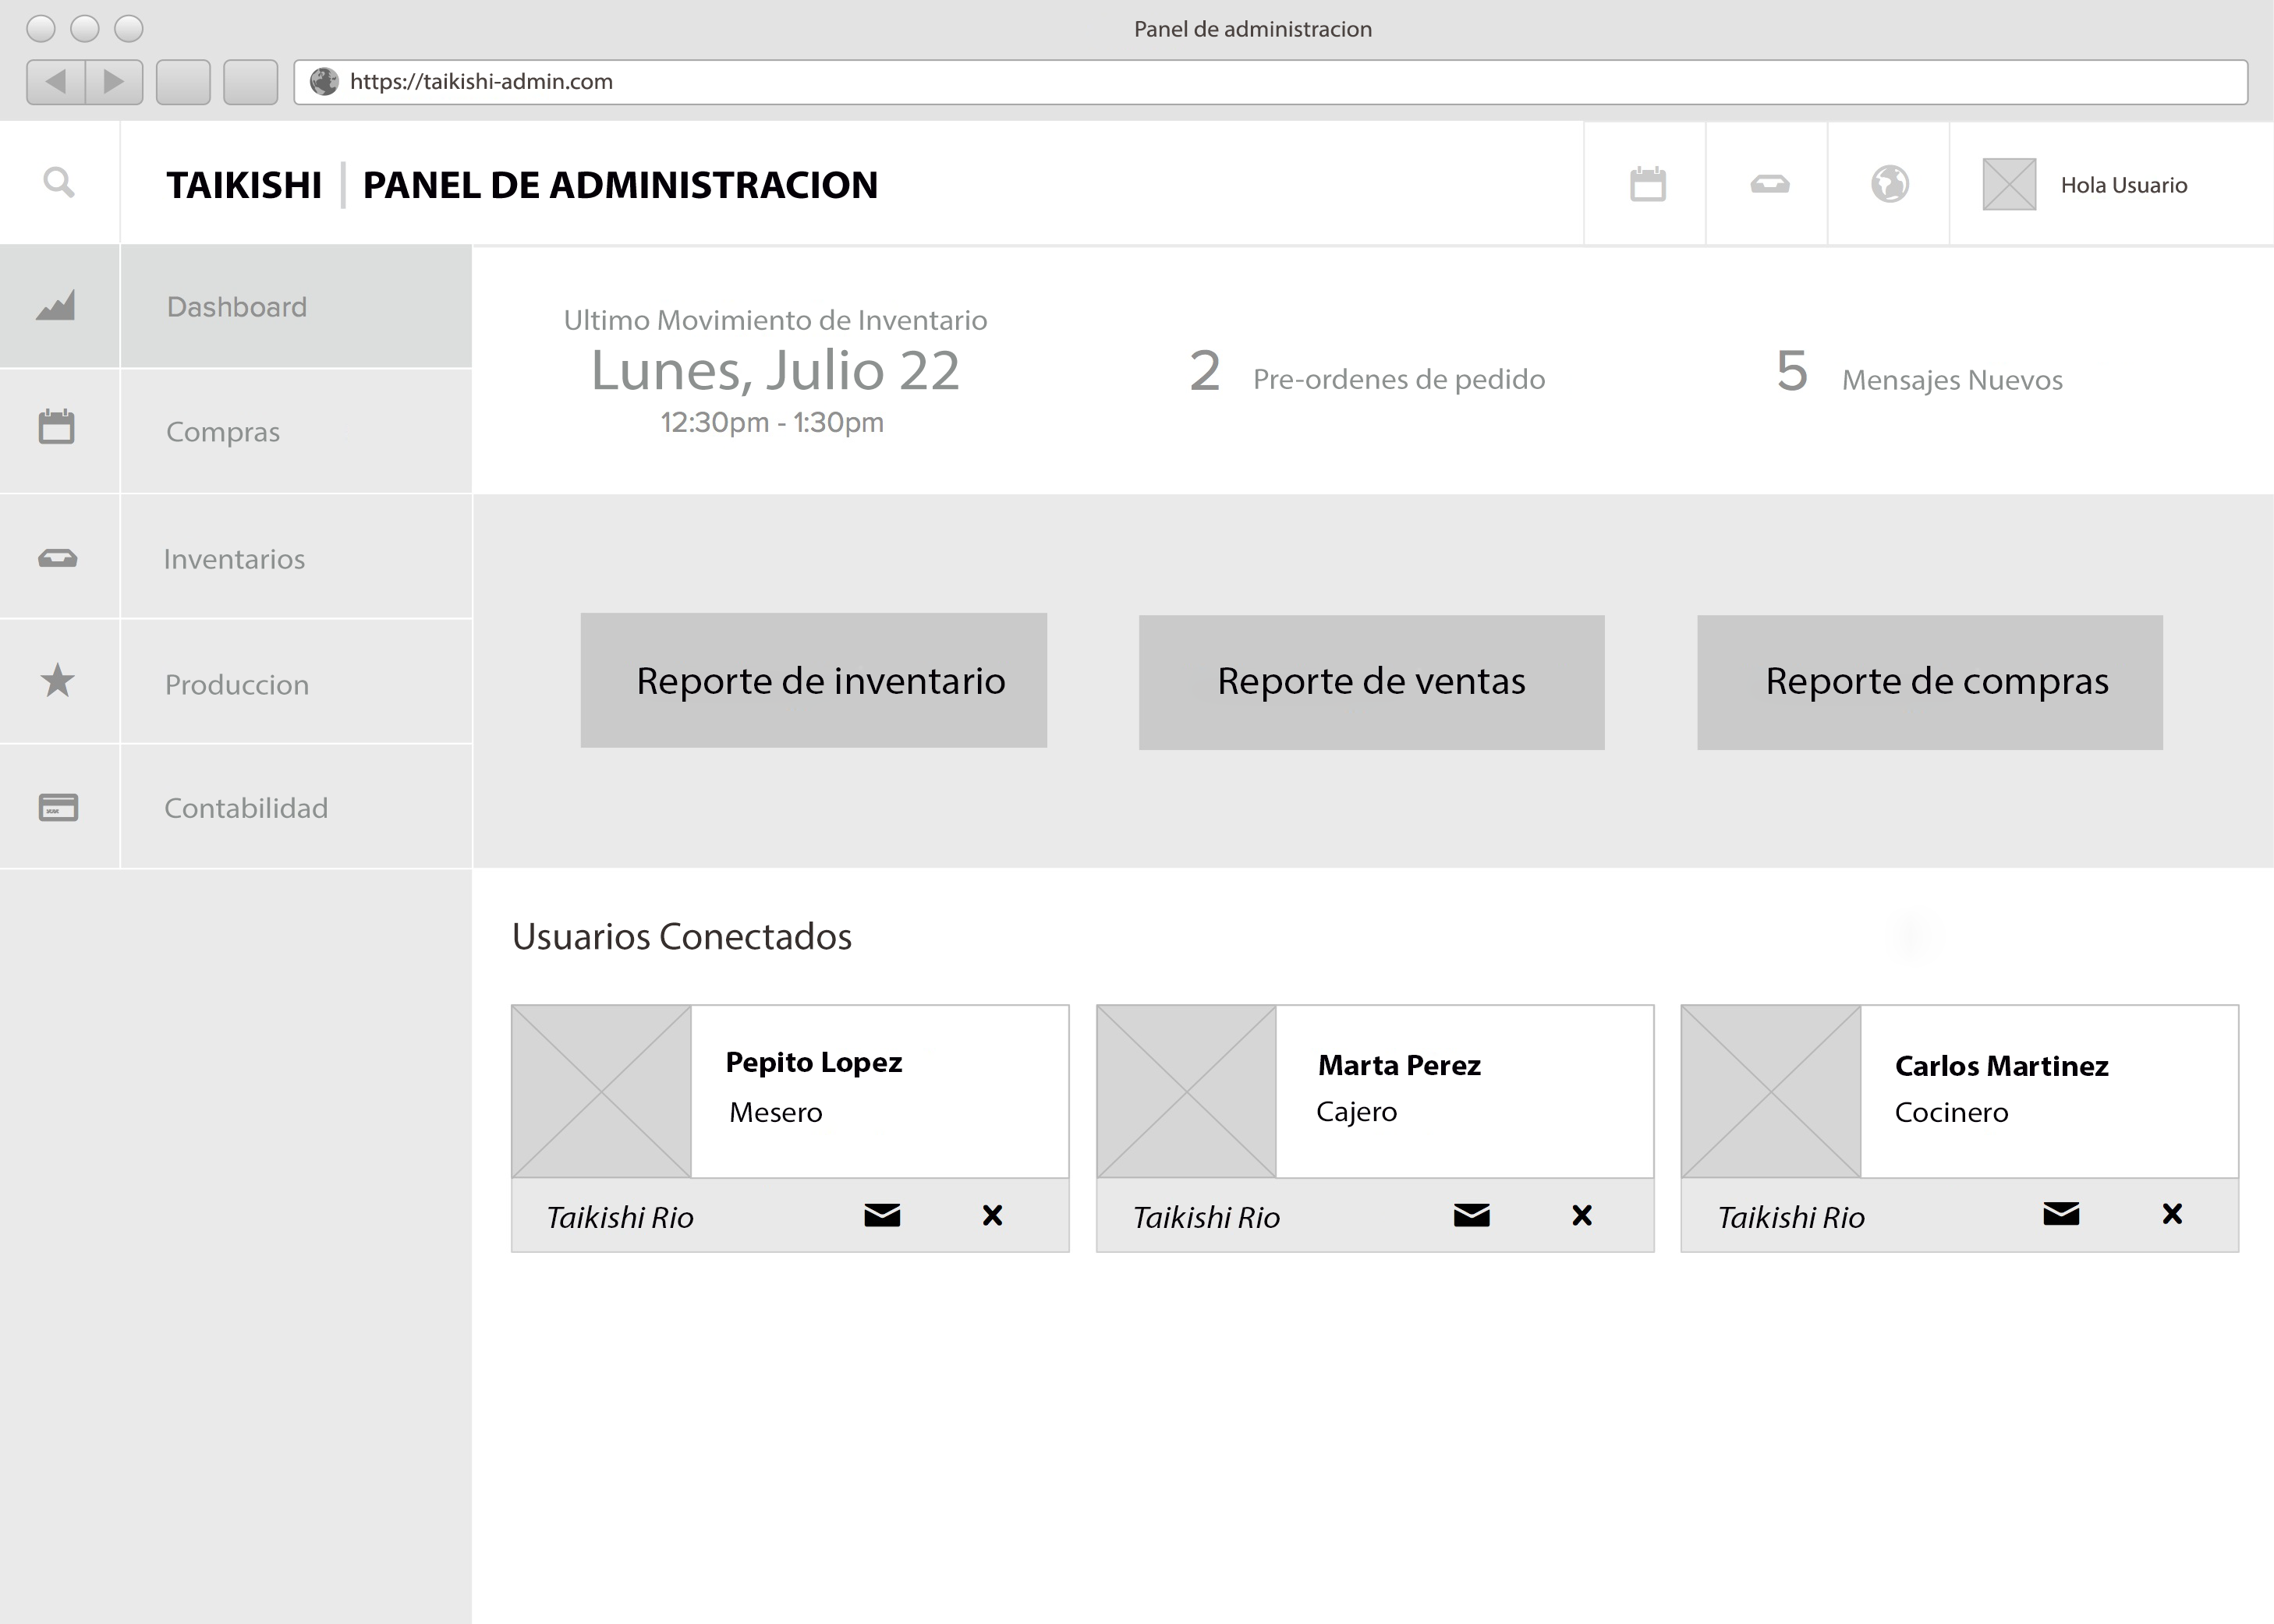 Panel de administracion
https://taikishi-admin.com
TAIKISHI | PANEL DE ADMINISTRACION
Hola Usuario
Dashboard
Compras
Inventarios
Produccion
Contabilidad
Ultimo Movimiento de Inventario
Lunes, Julio 22
12:30pm - 1:30pm
2 Pre-ordenes de pedido
5 Mensajes Nuevos
Reporte de inventario
Reporte de ventas
Reporte de compras
Usuarios Conectados
Pepito Lopez
Mesero
Taikishi Rio
Marta Perez
Cajero
Taikishi Rio
Carlos Martinez
Cocinero
Taikishi Rio